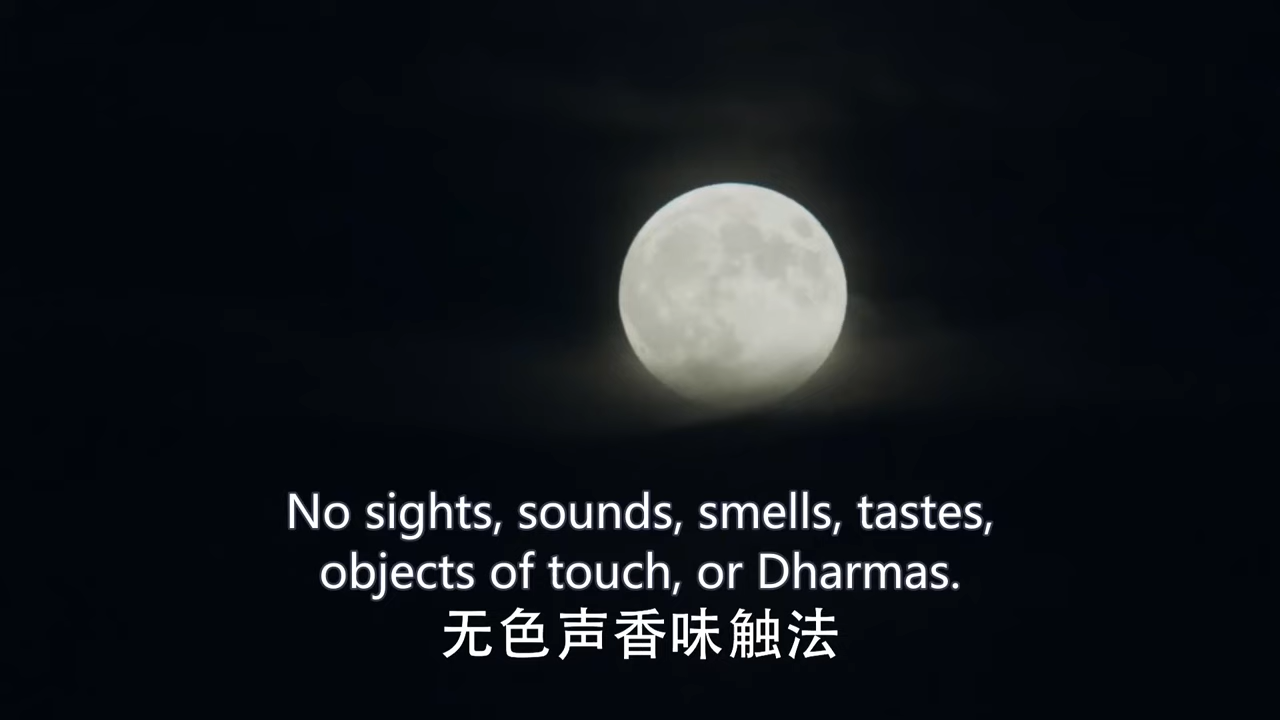 No sights, sounds, smells, tastes,
objects of touch, or Dharmas.
无色声香味触法